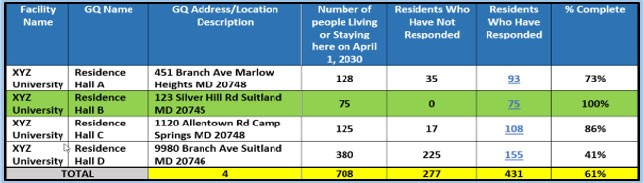 Facility Name GQ Name GQ Address/Location Description Number of people Living or Staying here on April 1, 2030 Residents Who Have Not Responded Residents Who Have Responded % Complete
XYZ University Residence Hall A 451 Branch Ave Marlow Heights MD 20748 128 35 93 73%
XYZ University Residence Hall B 123 Silver Hill Rd Suitland MD 20745 75 0 75 100%
XYZ University Residence Hall C 1120 Allentown Rd Camp Springs MD 20748 125 17 108 86%
XYZ University Residence Hall D 9980 Branch Ave Suitland MD 20746 380 225 155 41%
TOTAL 4 708 277 431 61%